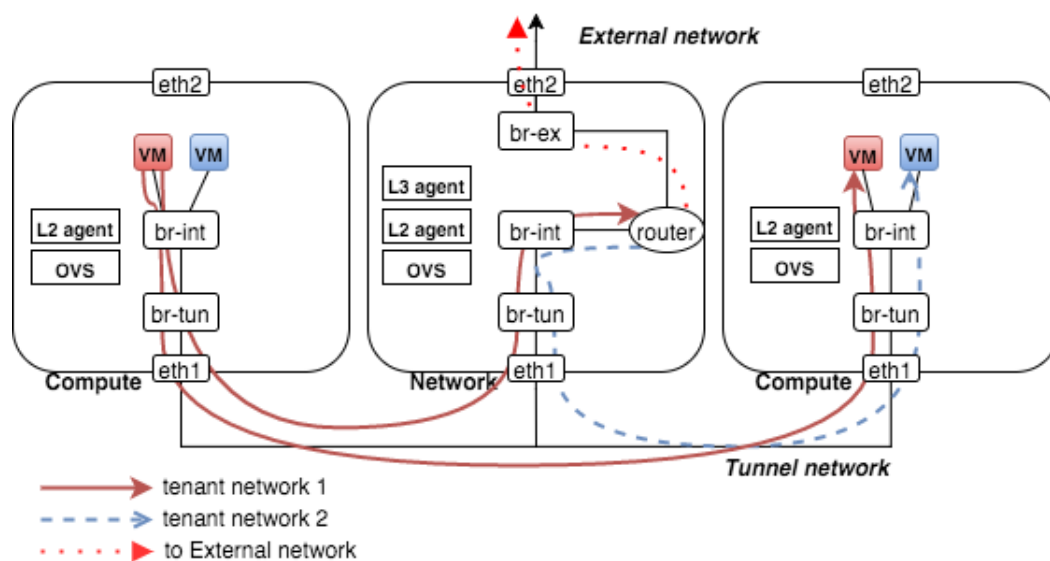 External network
eth2
eth2
eth2
br-ex
VM
VM
VM
VM
L3 agent
L2 agent
br-int
L2 agent
br-int
router
L2 agent
br-int
OVS
OVS
OVS
br-tun
br-tun
br-tun
eth1
eth1
eth1
Compute
Network
Compute
Tunnel network
tenant network 1
tenant network 2
to External network